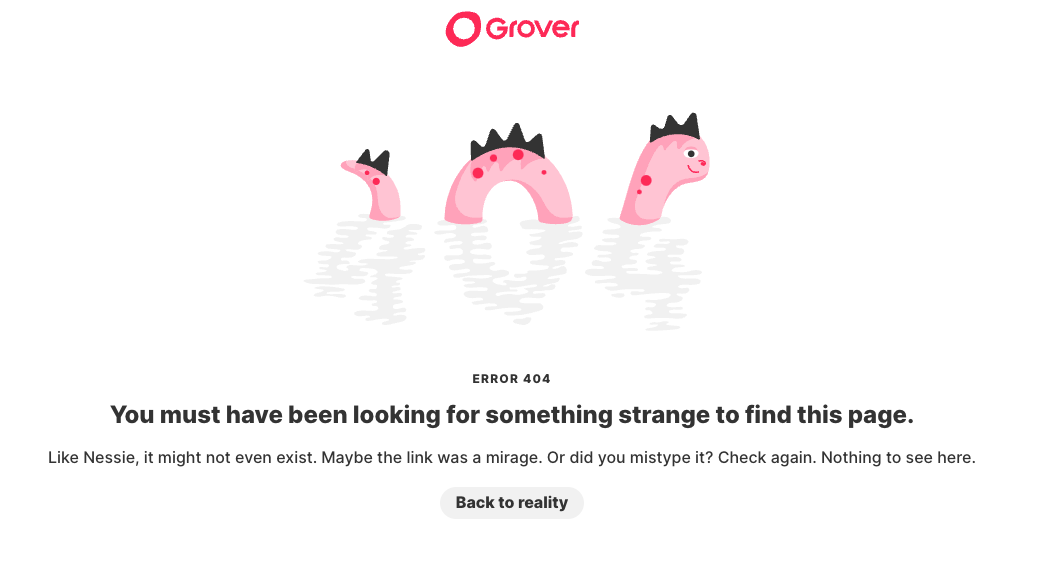 Grover
404
ERROR 404
You must have been looking for something strange to find this page.
Like Nessie, it might not even exist. Maybe the link was a mirage. Or did you mistype it? Check again. Nothing to see here.
Back to reality